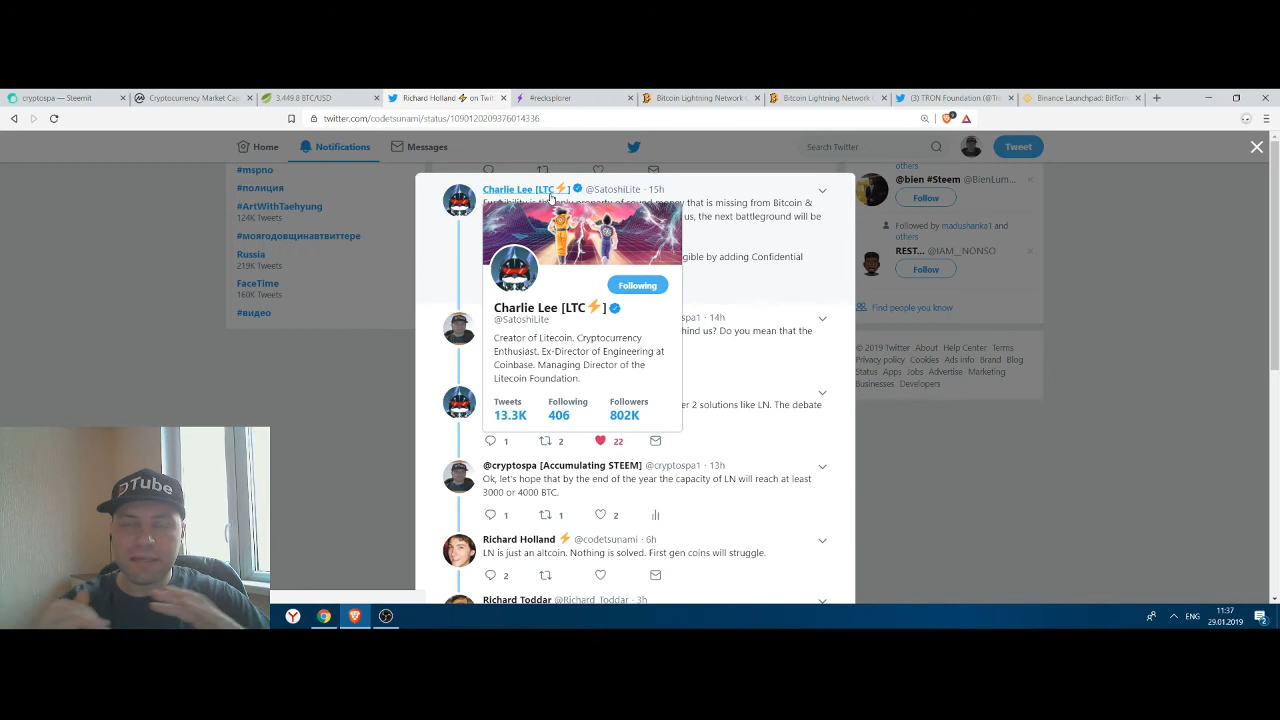 cryptospa — Steemit
Cryptocurrency Market Cap
3,449.8 BTC/USD
Richard Holland ⚡ on Twit
#recksplorer
Bitcoin Lightning Network C
Bitcoin Lightning Network C
(3) TRON Foundation (@Tr
Binance Launchpad: BitTorr
twitter.com/codetsunami/status/1090120209376014336
Home
Notifications
Messages
Search Twitter
Tweet
#mspno
#полиция
#ArtWithTaehyung
124K Tweets
#моягодовщинавтвиттере
Russia
219K Tweets
FaceTime
160K Tweets
#видео
Charlie Lee [LTC⚡] @SatoshiLite · 15h
property of sound money that is missing from Bitcoin &
us, the next battleground will be
gible by adding Confidential
Following
Charlie Lee [LTC⚡]
@SatoshiLite
Creator of Litecoin. Cryptocurrency
Enthusiast. Ex-Director of Engineering at
Coinbase. Managing Director of the
Litecoin Foundation.
Tweets Following Followers
13.3K 406 802K
spa1 · 14h
hind us? Do you mean that the
er 2 solutions like LN. The debate
1 2 22
@cryptospa [Accumulating STEEM] @cryptospa1 · 13h
Ok, let's hope that by the end of the year the capacity of LN will reach at least
3000 or 4000 BTC.
1 1 2
Richard Holland ⚡ @codetsunami · 6h
LN is just an altcoin. Nothing is solved. First gen coins will struggle.
2
Richard Toddar @Richard_Toddar · 3h
others
@bien #Steem @BienLum...
Follow
Followed by madushanka1 and
others
REST... @IAM__NONSO
Follow
Find people you know
© 2019 Twitter About Help Center Terms
Privacy policy Cookies Ads info Brand Blog
Status Apps Jobs Advertise Marketing
Businesses Developers
DTube
ENG
11:37
29.01.2019
2